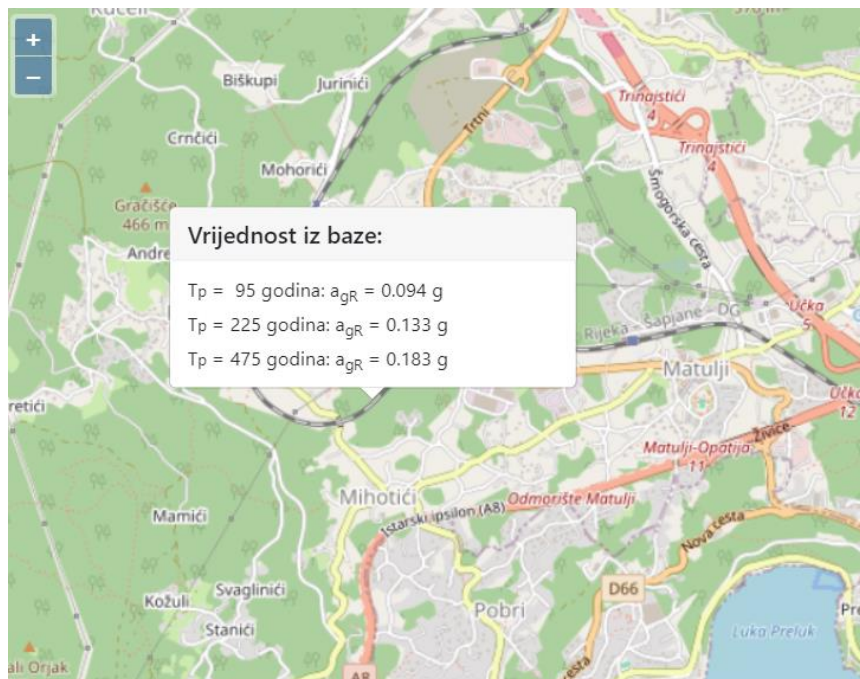 Kućeli
+
−
Biškupi
Jurinići
Trtni
Trinajstići
4
Crnčići
Trinajstići
4
Mohorići
Šmogorska cesta
Gračišće
466 m
Andre
Vrijednost iz baze:
Tp = 95 godina: agR = 0.094 g
Tp = 225 godina: agR = 0.133 g
Tp = 475 godina: agR = 0.183 g
Učka
5
Rijeka - Šapjane - DG
Matulji
retići
Učka
12
Živice
Matulji-Opatija
11
Mihotići
Odmorište Matulji
Istarski ipsilon (A8)
Mamići
Nova cesta
Svaglinići
Kožuli
D66
Pobri
Pre
Stanići
Luka Preluk
ali Orjak
A8
cesta